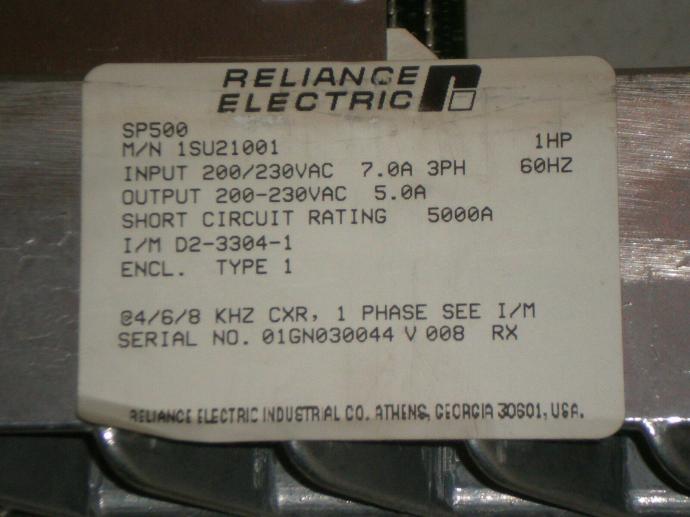 RELIANCE
ELECTRIC
SP500
M/N 1SU21001 1HP
INPUT 200/230VAC 7.0A 3PH 60HZ
OUTPUT 200-230VAC 5.0A
SHORT CIRCUIT RATING 5000A
I/M D2-3304-1
ENCL. TYPE 1
@4/6/8 KHZ CXR, 1 PHASE SEE I/M
SERIAL NO. 01GN030044 V 008 RX
RELIANCE ELECTRIC INDUSTRIAL CO. ATHENS, GEORGIA 30601, USA.